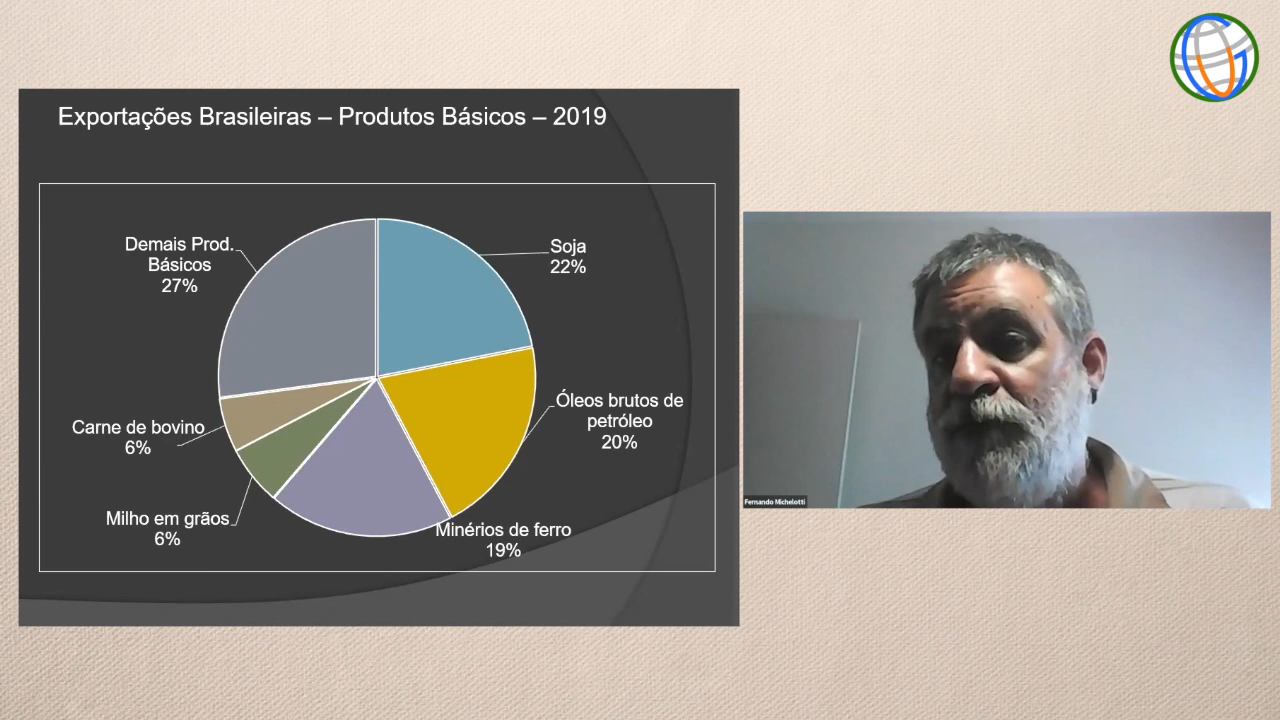 Exportações Brasileiras – Produtos Básicos – 2019
Demais Prod.
Básicos
27%
Soja
22%
Óleos brutos de
petróleo
20%
Carne de bovino
6%
Milho em grãos
6%
Minérios de ferro
19%
Fernando Michelotti